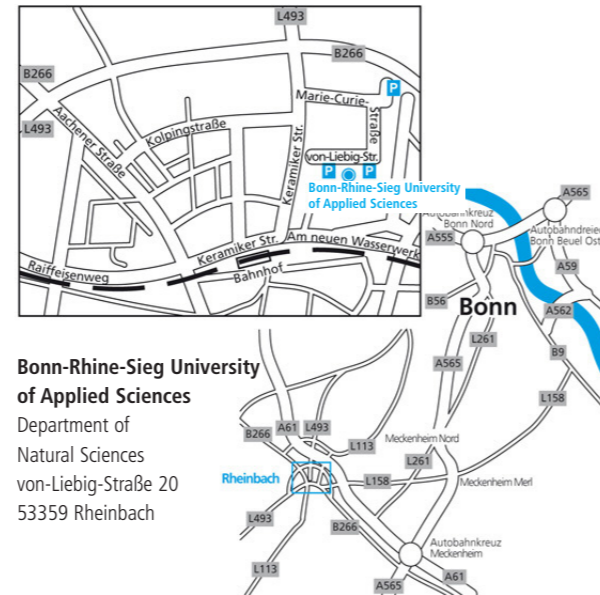 L493
B266
B266
L493
Marie-Curie-
Straße
P
Aachener Straße
Kolpingstraße
Keramiker Str.
von-Liebig-Str.
P
P
Bonn-Rhine-Sieg University
of Applied Sciences
Keramiker Str.
Am neuen Wasserwerk
Raiffeisenweg
Bahnhof
A565
Autobahnkreuz
Bonn Nord
Autobahndreie
Bonn Beuel Ost
A555
A59
B56
Bonn
A562
L261
B9
A565
L158
Bonn-Rhine-Sieg University
of Applied Sciences
Department of
Natural Sciences
von-Liebig-Straße 20
53359 Rheinbach
B266
A61
L493
L113
Meckenheim Nord
L261
Rheinbach
L158
Meckenheim Merl
L493
B266
Autobahnkreuz
Meckenheim
L113
A565
A61